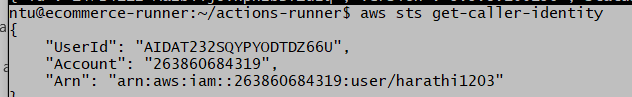 ntu@ecommerce-runner:~/actions-runner$ aws sts get-caller-identity
{
    "UserId": "AIDAT232SQYPYODTDZ66U",
    "Account": "263860684319",
    "Arn": "arn:aws:iam::263860684319:user/harathi1203"
}